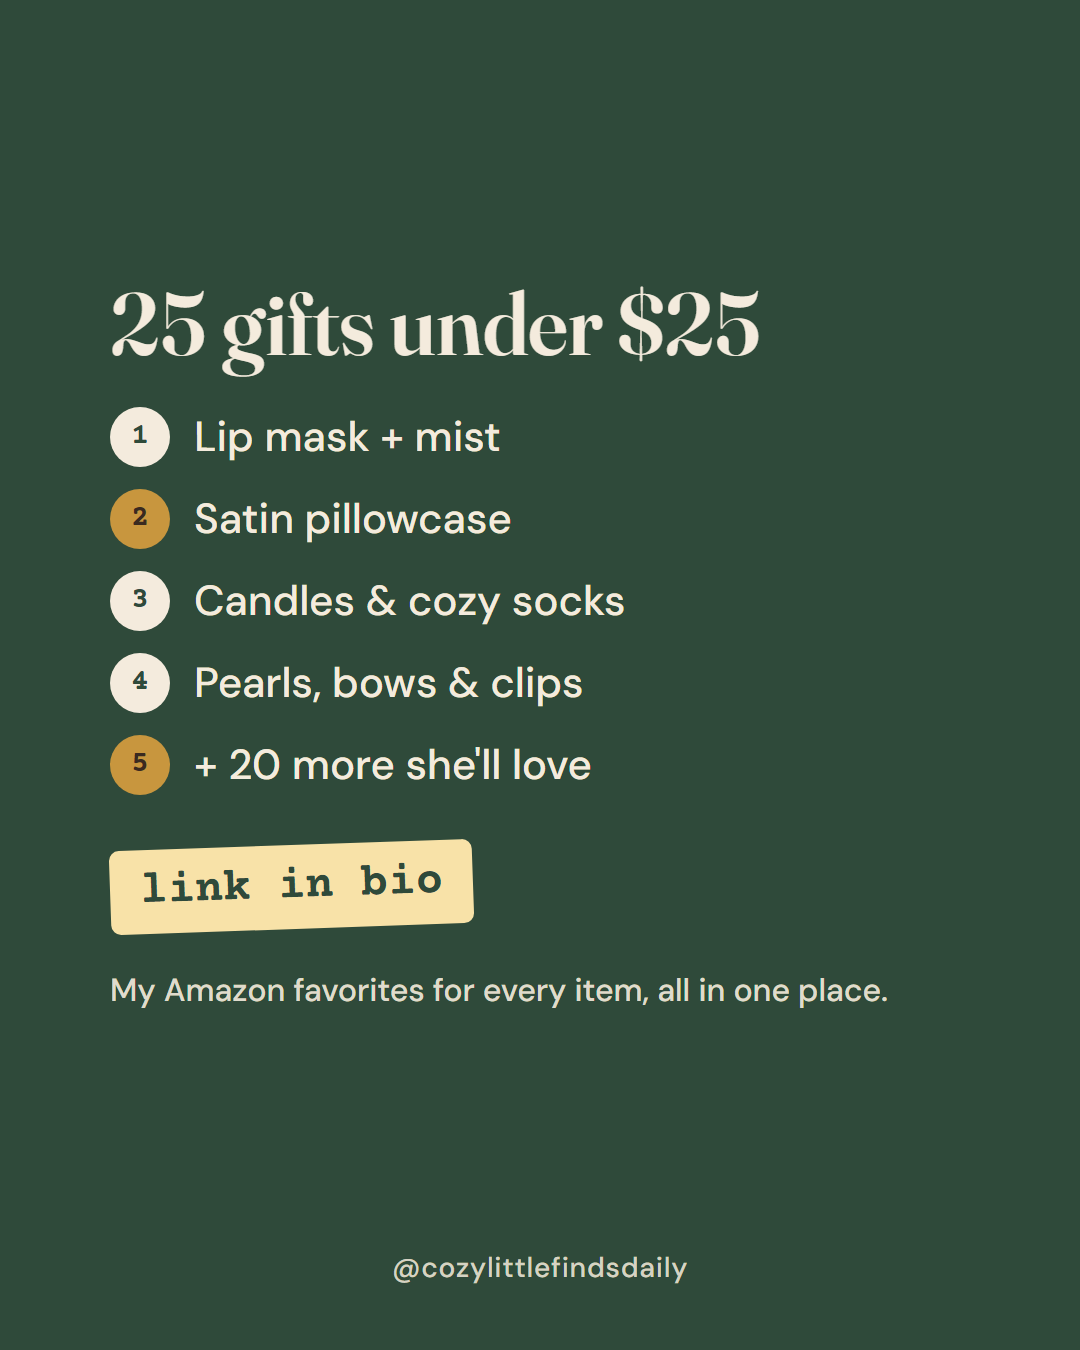 25 gifts under $25
1 Lip mask + mist
2 Satin pillowcase
3 Candles & cozy socks
4 Pearls, bows & clips
5 + 20 more she'll love
link in bio
My Amazon favorites for every item, all in one place.
@cozylittlefindsdaily